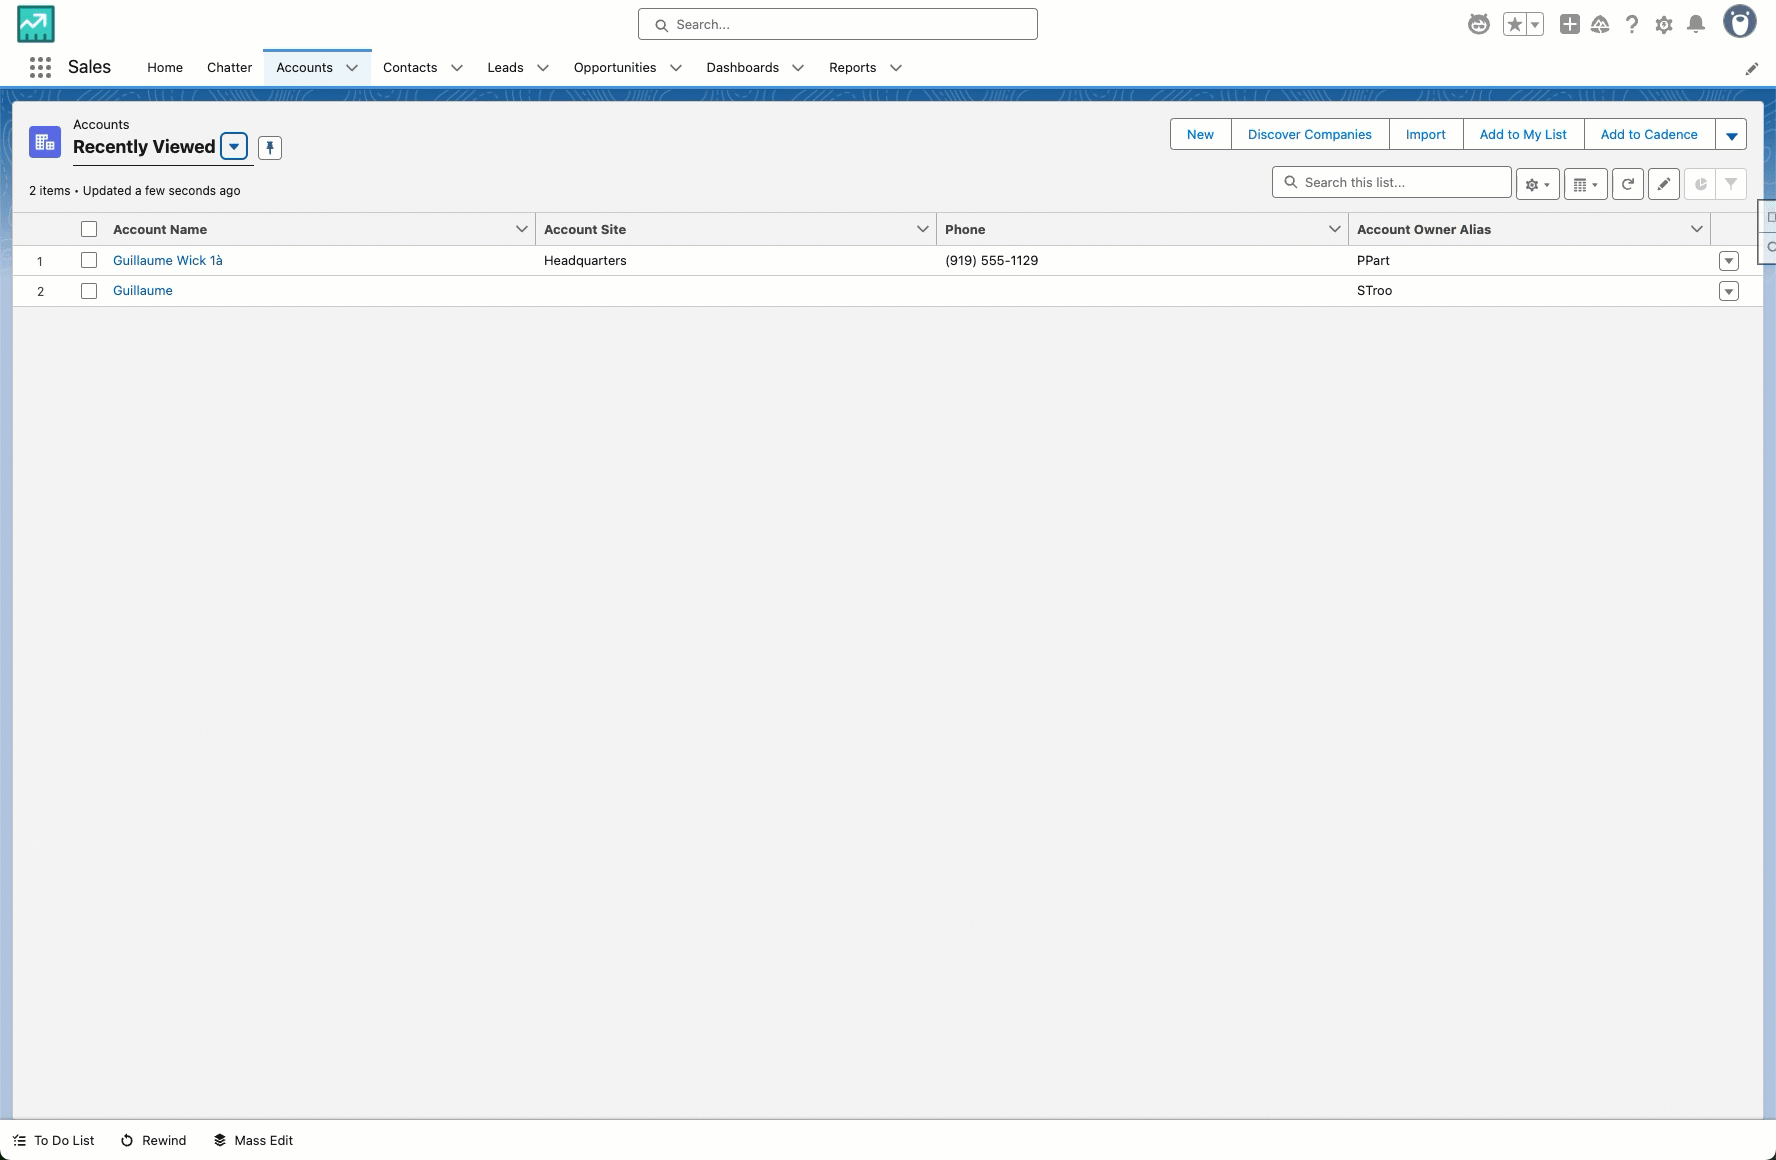 Search...
Sales
Home
Chatter
Accounts
Contacts
Leads
Opportunities
Dashboards
Reports
Accounts
Recently Viewed
New
Discover Companies
Import
Add to My List
Add to Cadence
2 items • Updated a few seconds ago
Search this list...
Account Name
Account Site
Phone
Account Owner Alias
1
Guillaume Wick 1à
Headquarters
(919) 555-1129
PPart
2
Guillaume
STroo
To Do List
Rewind
Mass Edit